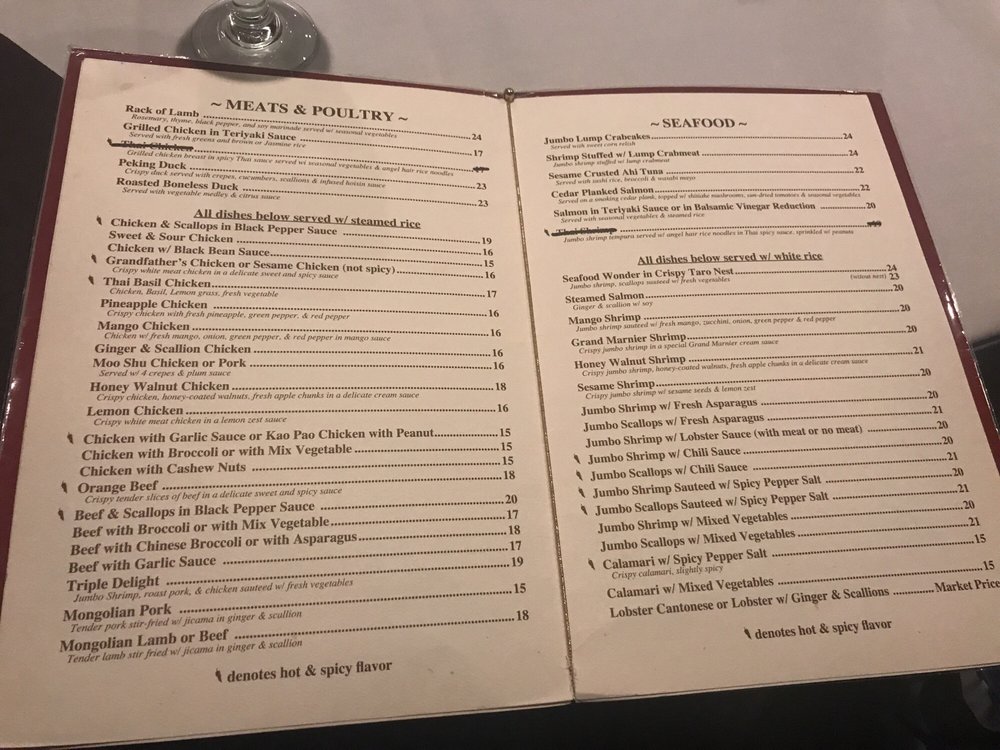 ~ MEATS & POULTRY ~
Rack of Lamb 24
Rosemary, thyme, black pepper, and soy marinade served w/ seasonal vegetables
Grilled Chicken in Teriyaki Sauce 17
Served with fresh greens and brown or Jasmine rice
Thai Chicken
Grilled chicken breast in spicy Thai sauce served w/ seasonal vegetables & angel hair rice noodles
Peking Duck 23
Crispy duck served with crepes, cucumbers, scallions & infused hoisin sauce
Roasted Boneless Duck 23
Served with vegetable medley & citrus sauce
All dishes below served w/ steamed rice
Chicken & Scallops in Black Pepper Sauce 19
Sweet & Sour Chicken 16
Chicken w/ Black Bean Sauce 15
Grandfather's Chicken or Sesame Chicken (not spicy) 16
Crispy white meat chicken in a delicate sweet and spicy sauce
Thai Basil Chicken 17
Chicken, Basil, Lemon grass, fresh vegetable
Pineapple Chicken 16
Crispy chicken with fresh pineapple, green pepper, & red pepper
Mango Chicken 16
Chicken w/ fresh mango, onion, green pepper, & red pepper in mango sauce
Ginger & Scallion Chicken 16
Moo Shu Chicken or Pork 16
Served w/ 4 crepes & plum sauce
Honey Walnut Chicken 18
Crispy chicken, honey-coated walnuts, fresh apple chunks in a delicate cream sauce
Lemon Chicken 16
Crispy white meat chicken in a lemon zest sauce
Chicken with Garlic Sauce or Kao Pao Chicken with Peanut 15
Chicken with Broccoli or with Mix Vegetable 15
Chicken with Cashew Nuts 15
Orange Beef 18
Crispy tender slices of beef in a delicate sweet and spicy sauce
Beef & Scallops in Black Pepper Sauce 20
Beef with Broccoli or with Mix Vegetable 17
Beef with Chinese Broccoli or with Asparagus 18
Beef with Garlic Sauce 17
Triple Delight 19
Jumbo Shrimp, roast pork, & chicken sauteed w/ fresh vegetables
Mongolian Pork 15
Tender pork stir-fried w/ jicama in ginger & scallion
Mongolian Lamb or Beef 18
Tender lamb stir fried w/ jicama in ginger & scallion
denotes hot & spicy flavor
~ SEAFOOD ~
Jumbo Lump Crabcakes 24
Served with sweet corn relish
Shrimp Stuffed w/ Lump Crabmeat 24
Jumbo shrimp stuffed w/ lump crabmeat
Sesame Crusted Ahi Tuna 22
Served with sushi rice, broccoli & wasabi mayo
Cedar Planked Salmon 22
Served on a smoking cedar plank, topped w/ shiitake mushrooms, sun-dried tomatoes & seasonal vegetables
Salmon in Teriyaki Sauce or in Balsamic Vinegar Reduction 20
Served with seasonal vegetables & steamed rice
Thai Shrimp 19
Jumbo shrimp tempura served w/ angel hair rice noodles in Thai spicy sauce, sprinkled w/ peanuts
All dishes below served w/ white rice
Seafood Wonder in Crispy Taro Nest 24
Jumbo shrimp, scallops sauteed w/ fresh vegetables (without nest) 23
Steamed Salmon 20
Ginger & scallion w/ soy
Mango Shrimp 20
Jumbo shrimp sauteed w/ fresh mango, zucchini, onion, green pepper & red pepper
Grand Marnier Shrimp 20
Crispy jumbo shrimp in a special Grand Marnier cream sauce
Honey Walnut Shrimp 21
Crispy jumbo shrimp, honey-coated walnuts, fresh apple chunks in a delicate cream sauce
Sesame Shrimp 20
Crispy jumbo shrimp w/ sesame seeds & lemon zest
Jumbo Shrimp w/ Fresh Asparagus 20
Jumbo Scallops w/ Fresh Asparagus 21
Jumbo Shrimp w/ Lobster Sauce (with meat or no meat) 20
Jumbo Shrimp w/ Chili Sauce 20
Jumbo Scallops w/ Chili Sauce 21
Jumbo Shrimp Sauteed w/ Spicy Pepper Salt 20
Jumbo Scallops Sauteed w/ Spicy Pepper Salt 21
Jumbo Shrimp w/ Mixed Vegetables 20
Jumbo Scallops w/ Mixed Vegetables 21
Calamari w/ Spicy Pepper Salt 15
Crispy calamari, slightly spicy
Calamari w/ Mixed Vegetables 15
Lobster Cantonese or Lobster w/ Ginger & Scallions Market Price
denotes hot & spicy flavor